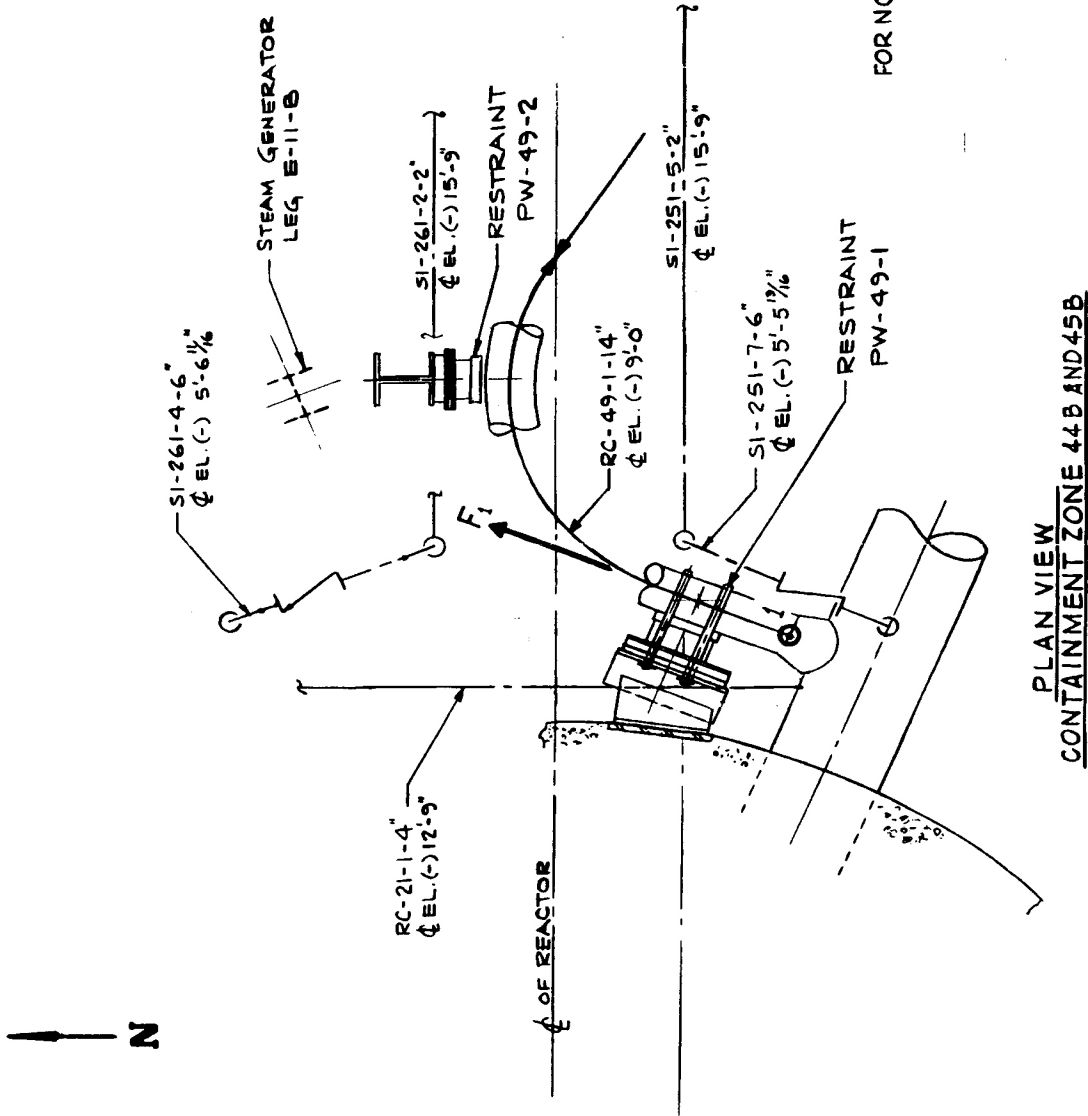 STEAM GENERATOR
LEG E-11-B
SI-261-4-6"
℄ EL.(-) 5'-6 11/16"
SI-261-2-2"
℄ EL.(-) 15'-9"
RESTRAINT
PW-49-2
F1
RC-49-1-14"
℄ EL.(-) 9'-0"
SI-251-5-2"
℄ EL.(-) 15'-9"
FOR NO
SI-251-7-6"
℄ EL.(-) 5'-5 13/16"
RESTRAINT
PW-49-1
1
RC-21-1-4"
℄ EL.(-) 12'-9"
℄ OF REACTOR
N
PLAN VIEW
CONTAINMENT ZONE 44B AND 45B